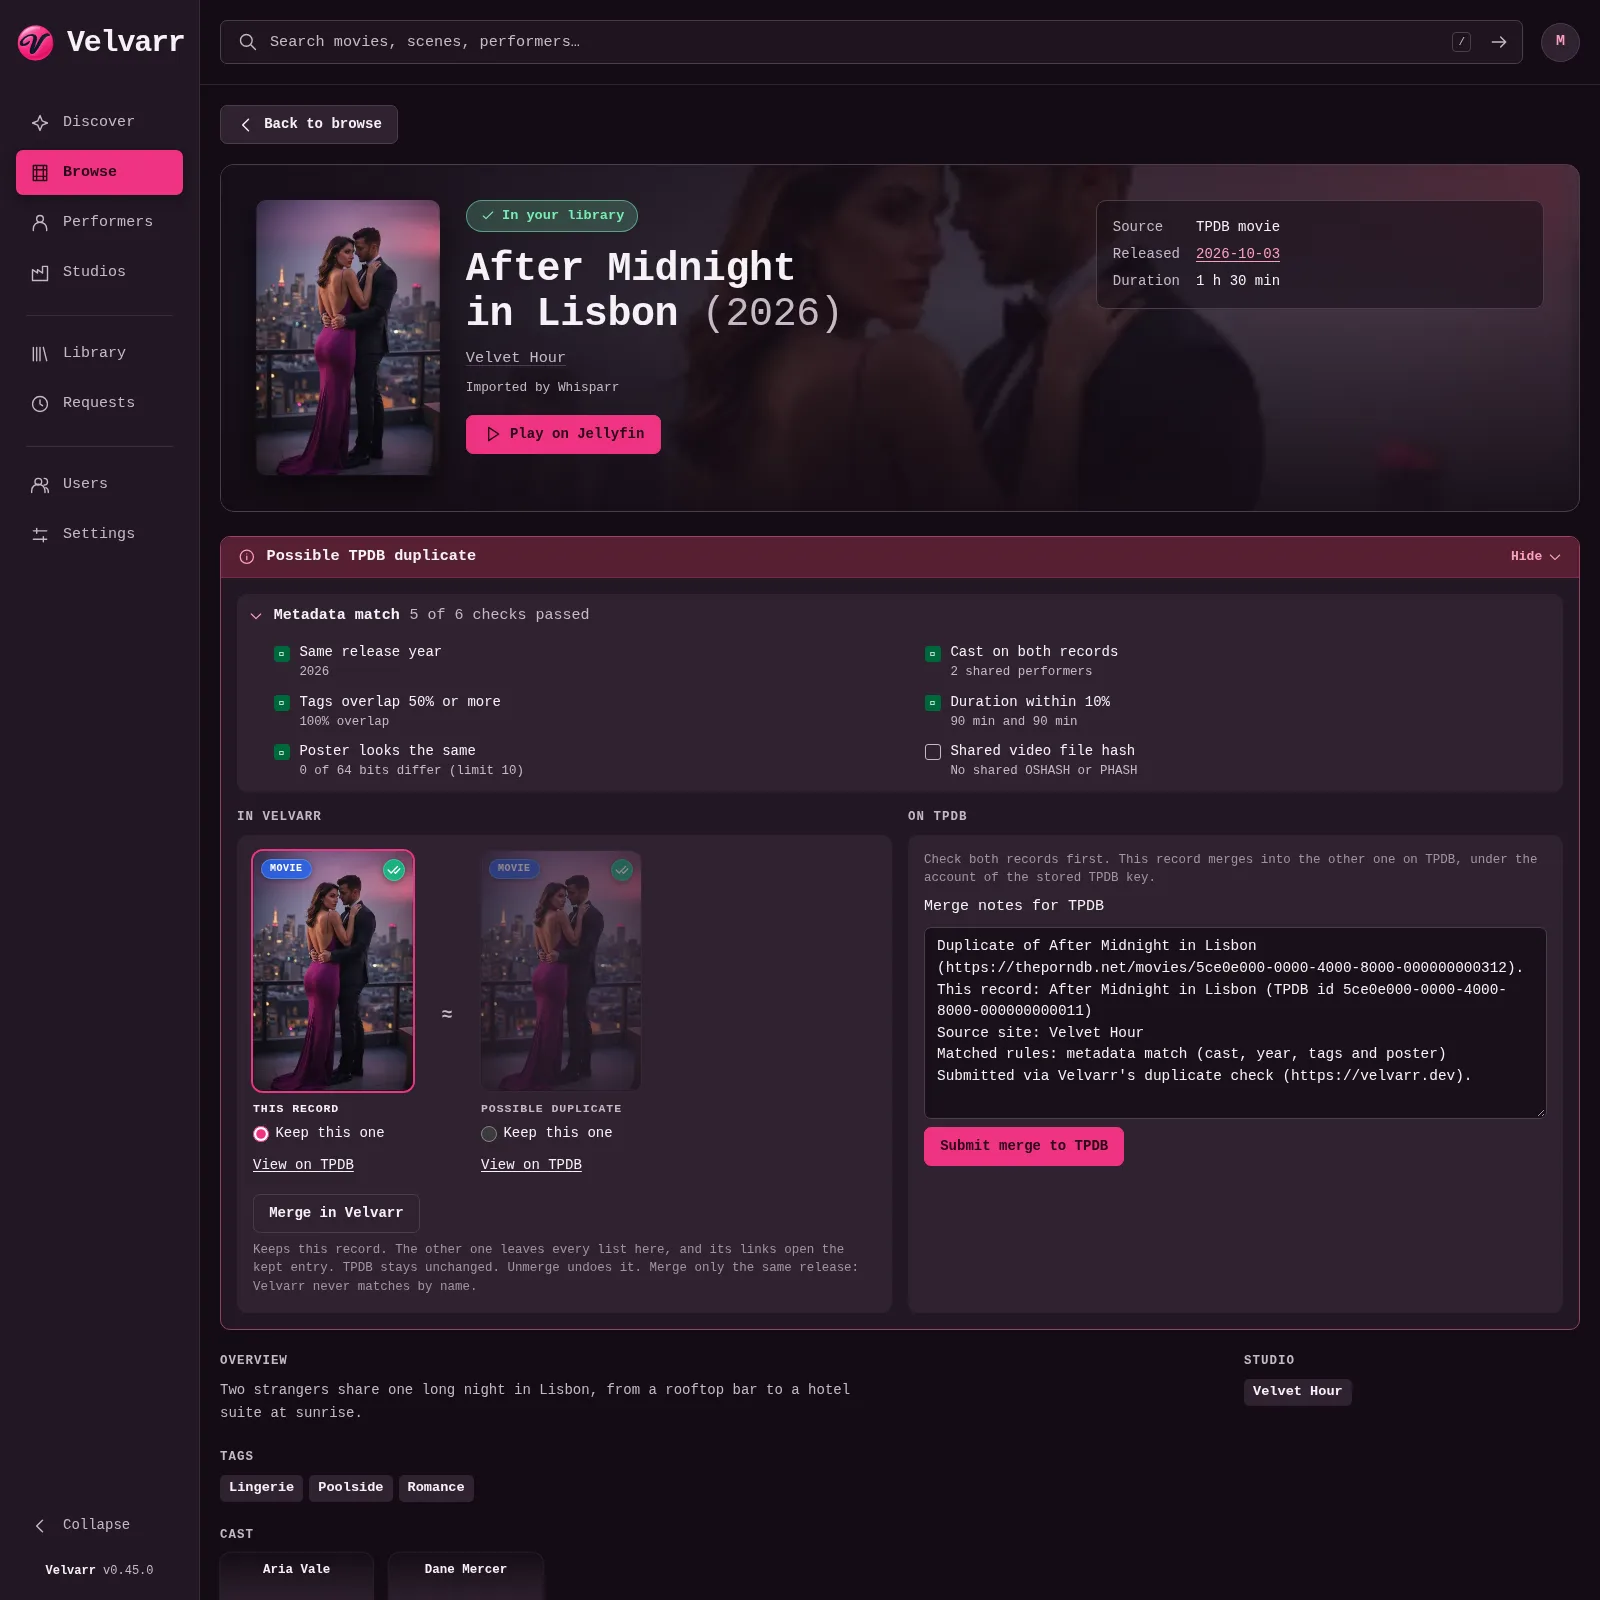 Velvarr
Search movies, scenes, performers…
/
M
Discover
Browse
Performers
Studios
Library
Requests
Users
Settings
Collapse
Velvarr v0.45.0
Back to browse
In your library
After Midnight
in Lisbon (2026)
Velvet Hour
Imported by Whisparr
Play on Jellyfin
Source TPDB movie
Released 2026-10-03
Duration 1 h 30 min
Possible TPDB duplicate
Hide
Metadata match 5 of 6 checks passed
Same release year
2026
Cast on both records
2 shared performers
Tags overlap 50% or more
100% overlap
Duration within 10%
90 min and 90 min
Poster looks the same
0 of 64 bits differ (limit 10)
Shared video file hash
No shared OSHASH or PHASH
IN VELVARR
MOVIE
≈
MOVIE
THIS RECORD
POSSIBLE DUPLICATE
Keep this one
Keep this one
View on TPDB
View on TPDB
Merge in Velvarr
Keeps this record. The other one leaves every list here, and its links open the
kept entry. TPDB stays unchanged. Unmerge undoes it. Merge only the same release:
Velvarr never matches by name.
ON TPDB
Check both records first. This record merges into the other one on TPDB, under the
account of the stored TPDB key.
Merge notes for TPDB
Duplicate of After Midnight in Lisbon
(https://theporndb.net/movies/5ce0e000-0000-4000-8000-000000000312).
This record: After Midnight in Lisbon (TPDB id 5ce0e000-0000-4000-
8000-000000000011)
Source site: Velvet Hour
Matched rules: metadata match (cast, year, tags and poster)
Submitted via Velvarr's duplicate check (https://velvarr.dev).
Submit merge to TPDB
OVERVIEW
Two strangers share one long night in Lisbon, from a rooftop bar to a hotel
suite at sunrise.
STUDIO
Velvet Hour
TAGS
Lingerie
Poolside
Romance
CAST
Aria Vale
Dane Mercer